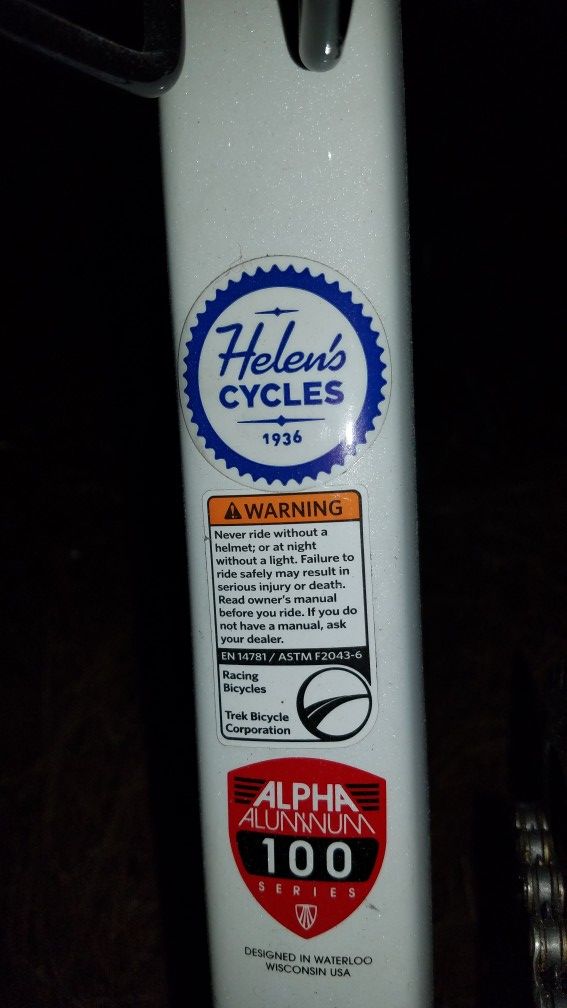 Helen's
CYCLES
1936
WARNING
Never ride without a
helmet; or at night
without a light. Failure to
ride safely may result in
serious injury or death.
Read owner's manual
before you ride. If you do
not have a manual, ask
your dealer.
EN 14781 / ASTM F2043-6
Racing
Bicycles
Trek Bicycle
Corporation
ALPHA
ALUMINUM
100
SERIES
DESIGNED IN WATERLOO
WISCONSIN USA